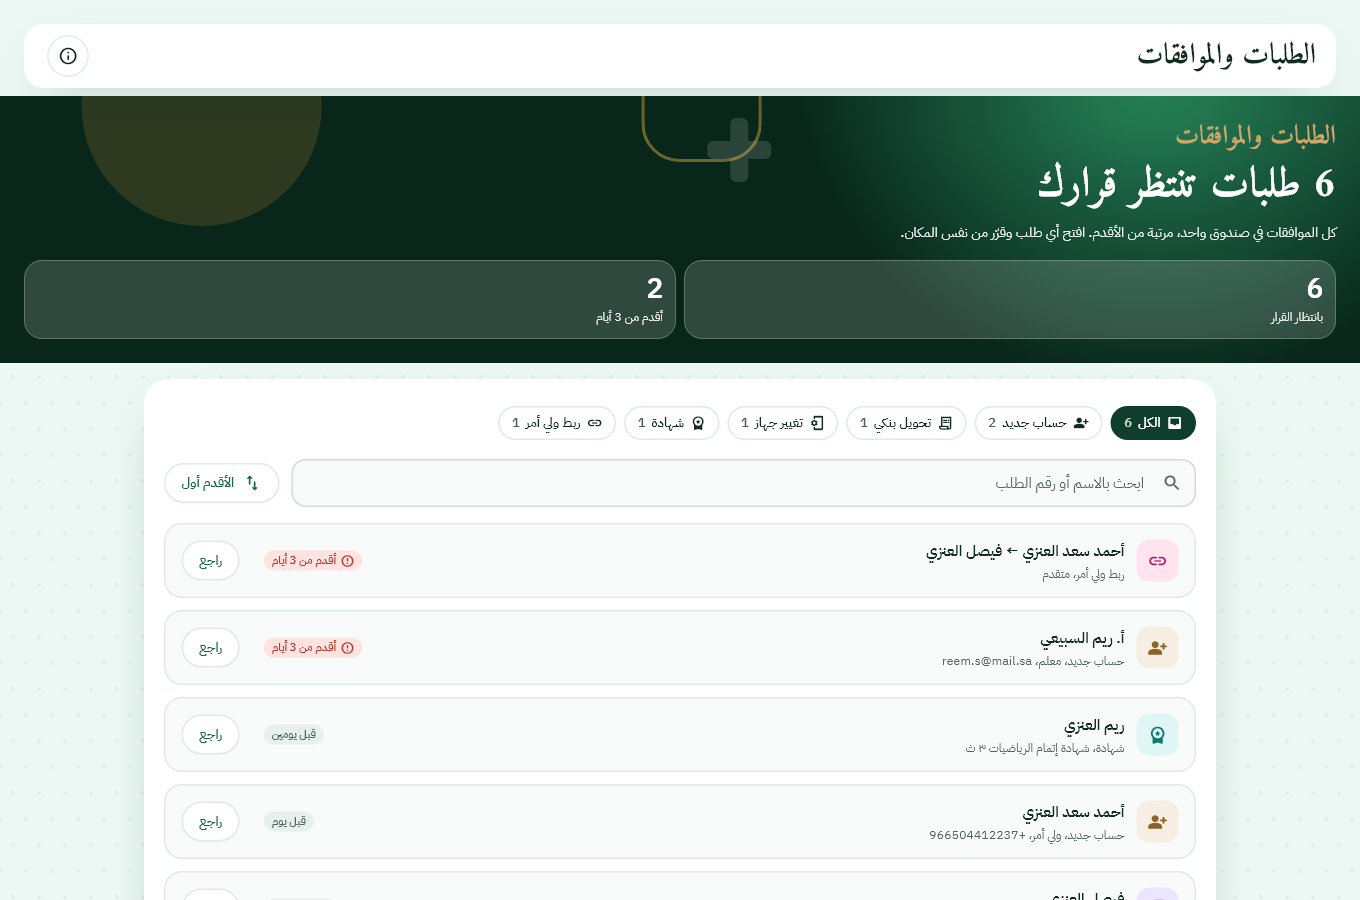 الطلبات والموافقات
الطلبات والموافقات
6 طلبات تنتظر قرارك
كل الموافقات في صندوق واحد، مرتبة من الأقدم. افتح أي طلب وقرّر من نفس المكان.
6
بانتظار القرار
2
أقدم من 3 أيام
الكل 6
حساب جديد 2
تحويل بنكي 1
تغيير جهاز 1
شهادة 1
ربط ولي أمر 1
ابحث بالاسم أو رقم الطلب
الأقدم أول
أحمد سعد العنزي ← فيصل العنزي
ربط ولي أمر، متقدم
أقدم من 3 أيام
راجع
أ. ريم السبيعي
حساب جديد، معلم، reem.s@mail.sa
أقدم من 3 أيام
راجع
ريم العنزي
شهادة، شهادة إتمام الرياضيات ٣ ث
قبل يومين
راجع
أحمد سعد العنزي
حساب جديد، ولي أمر، +966504412237
قبل يوم
راجع
فيصل العنزي